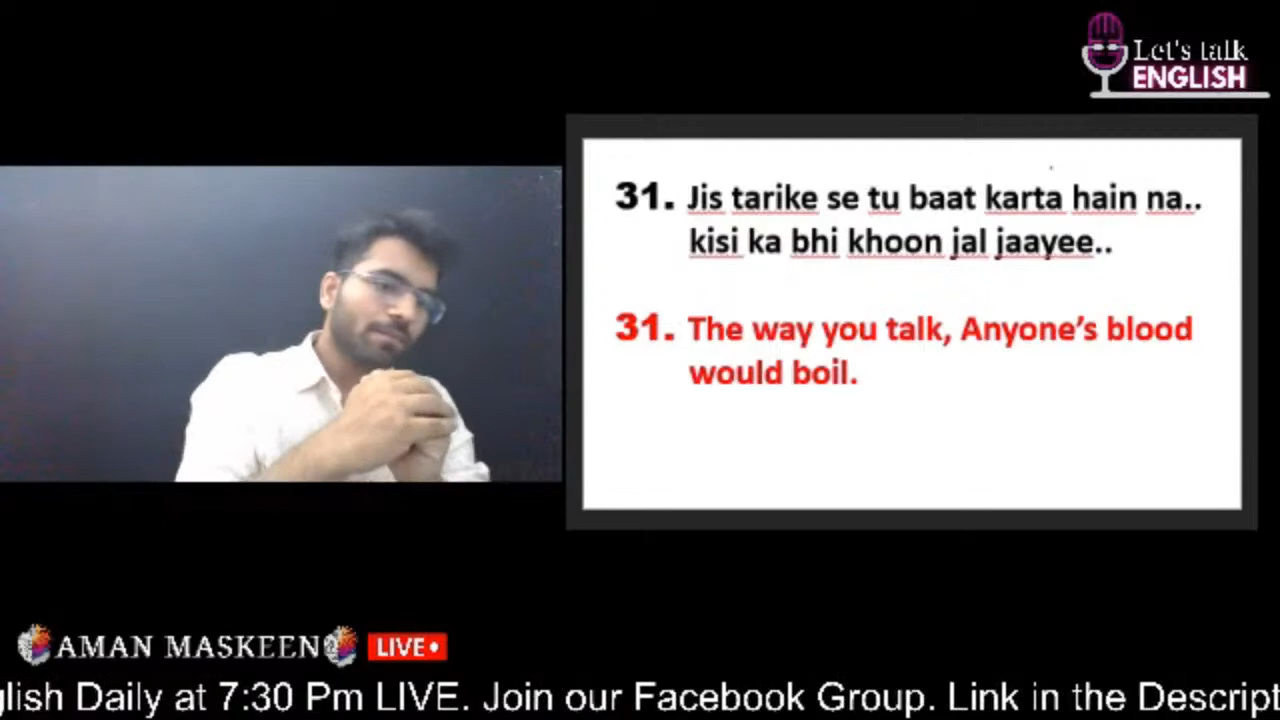 Let's talk
ENGLISH
31. Jis tarike se tu baat karta hain na..
kisi ka bhi khoon jal jaayee..
31. The way you talk, Anyone's blood
would boil.
AMAN MASKEEN LIVE
glish Daily at 7:30 Pm LIVE. Join our Facebook Group. Link in the Descript